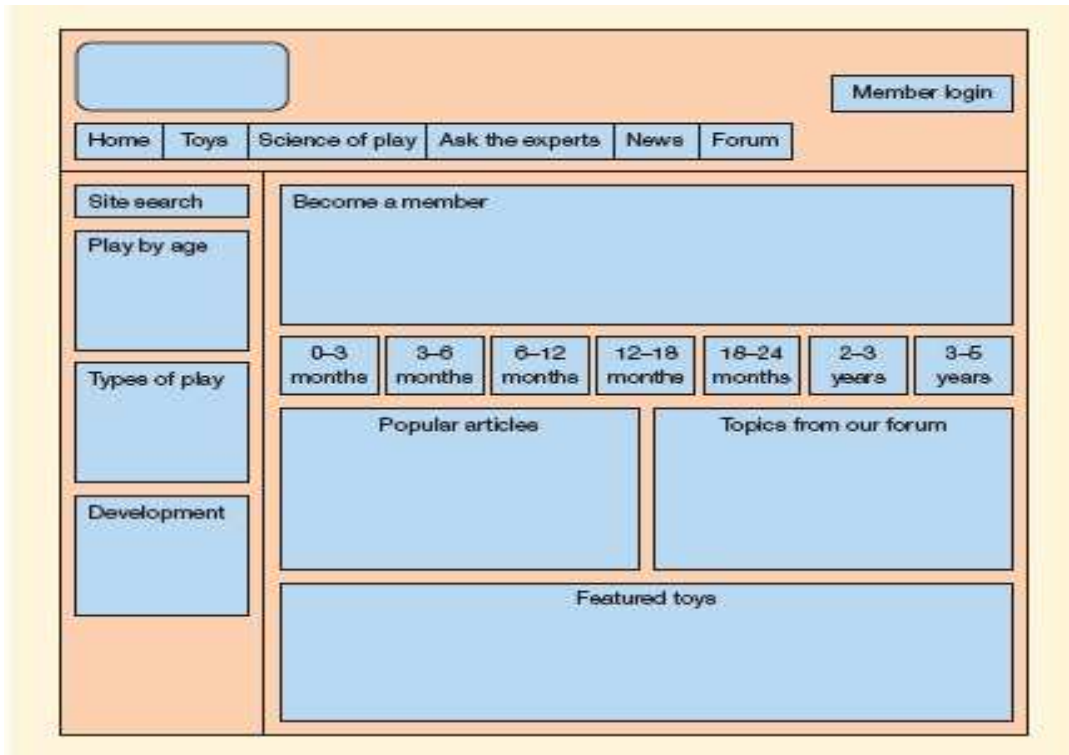 Member login
Home Toys Science of play Ask the experts News Forum
Site search
Play by age
Types of play
Development
Become a member
0–3
months
3–6
months
6–12
months
12–18
months
18–24
months
2–3
years
3–5
years
Popular articles
Topics from our forum
Featured toys